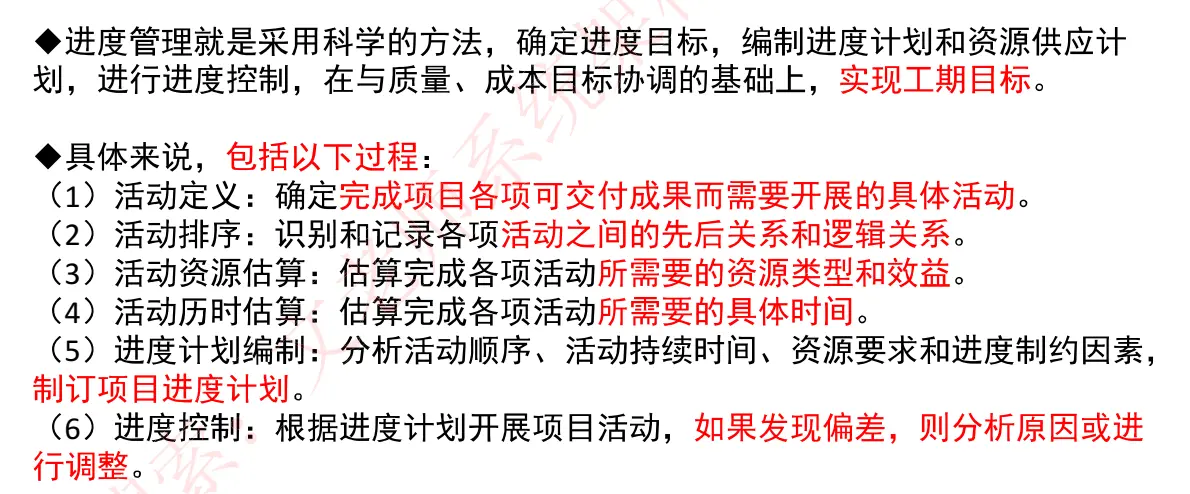 ◆进度管理就是采用科学的方法，确定进度目标，编制进度计划和资源供应计
划，进行进度控制，在与质量、成本目标协调的基础上，实现工期目标。
◆具体来说，包括以下过程：
（1）活动定义：确定完成项目各项可交付成果而需要开展的具体活动。
（2）活动排序：识别和记录各项活动之间的先后关系和逻辑关系。
（3）活动资源估算：估算完成各项活动所需要的资源类型和效益。
（4）活动历时估算：估算完成各项活动所需要的具体时间。
（5）进度计划编制：分析活动顺序、活动持续时间、资源要求和进度制约因素，
制订项目进度计划。
（6）进度控制：根据进度计划开展项目活动，如果发现偏差，则分析原因或进
行调整。